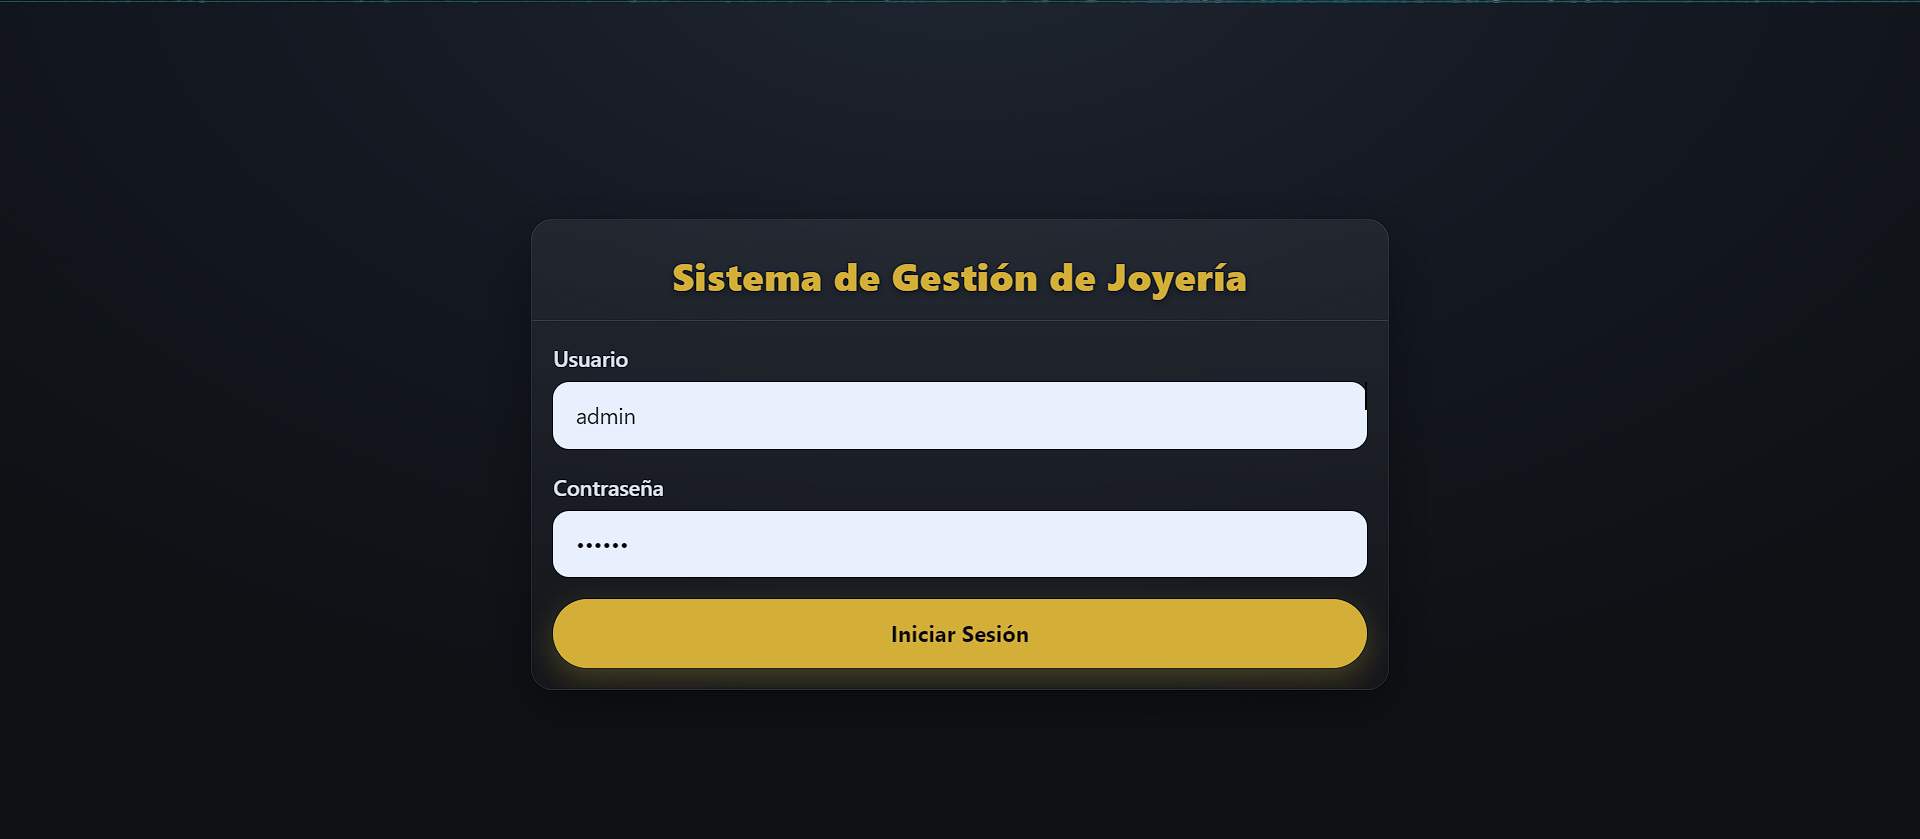 Sistema de Gestión de Joyería
Usuario
admin
Contraseña
••••••
Iniciar Sesión